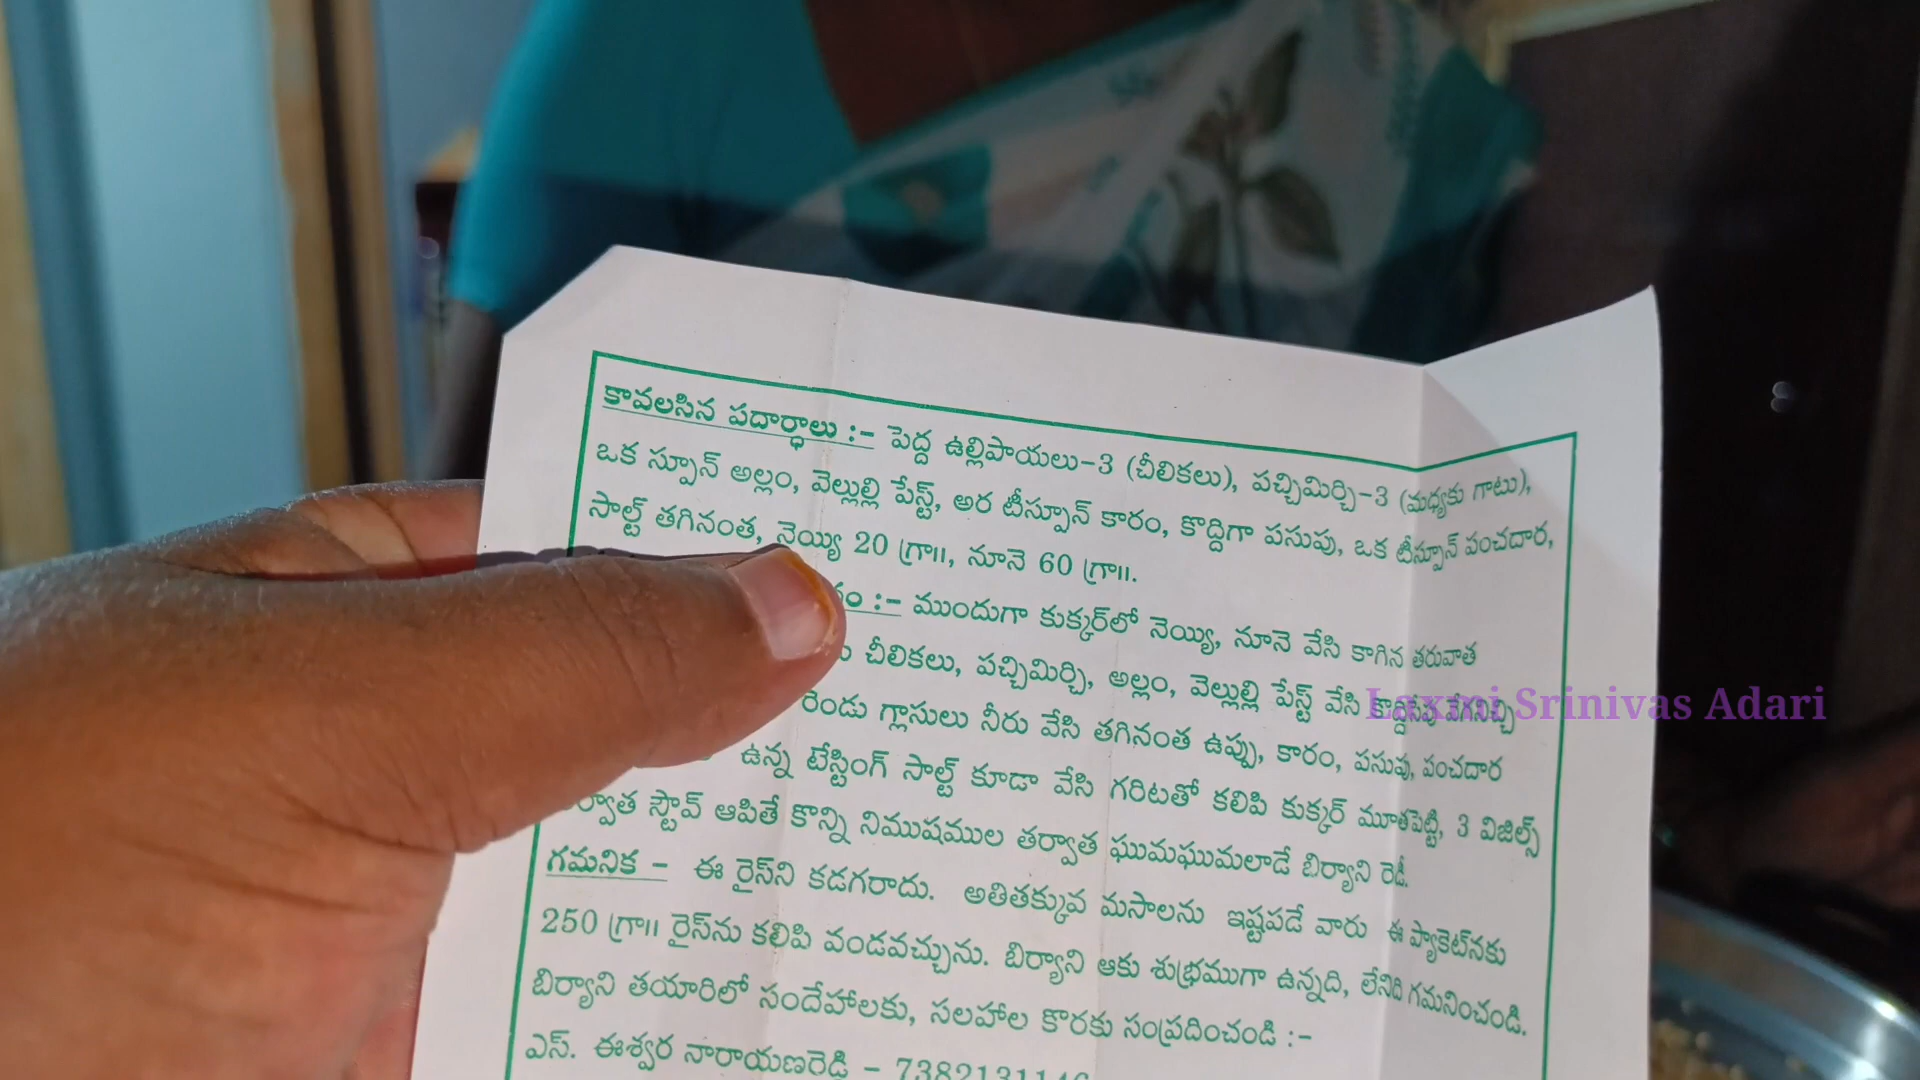 కావలసిన పదార్ధాలు :- పెద్ద ఉల్లిపాయలు-3 (చీలికలు), పచ్చిమిర్చి-3 (మధ్యకు గాటు),
ఒక స్పూన్ అల్లం, వెల్లుల్లి పేస్ట్, అర టీస్పూన్ కారం, కొద్దిగా పసుపు, ఒక టీస్పూన్ పంచదార,
సాల్ట్ తగినంత, నెయ్యి 20 గ్రా॥, నూనె 60 గ్రా॥.
:- ముందుగా కుక్కర్‌లో నెయ్యి, నూనె వేసి కాగిన తరువాత
చీలికలు, పచ్చిమిర్చి, అల్లం, వెల్లుల్లి పేస్ట్ వేసి కొద్దిసేపు వేగనిచ్చి
Laxmi Srinivas Adari
రెండు గ్లాసులు నీరు వేసి తగినంత ఉప్పు, కారం, పసుపు, పంచదార
ఉన్న టేస్టింగ్ సాల్ట్ కూడా వేసి గరిటతో కలిపి కుక్కర్ మూతపెట్టి, 3 విజిల్స్
స్టౌవ్ ఆపితే కొన్ని నిముషముల తర్వాత ఘుమఘుమలాడే బిర్యాని రెడీ.
గమనిక - ఈ రైస్‌ని కడగరాదు. అతితక్కువ మసాలను ఇష్టపడే వారు ఈ ప్యాకెట్‌నకు
250 గ్రా॥ రైస్‌ను కలిపి వండవచ్చును. బిర్యాని ఆకు శుభ్రముగా ఉన్నది, లేనిది గమనించండి.
బిర్యాని తయారిలో సందేహాలకు, సలహాల కొరకు సంప్రదించండి :-
ఎస్. ఈశ్వర నారాయణరెడ్డి - 7382131146